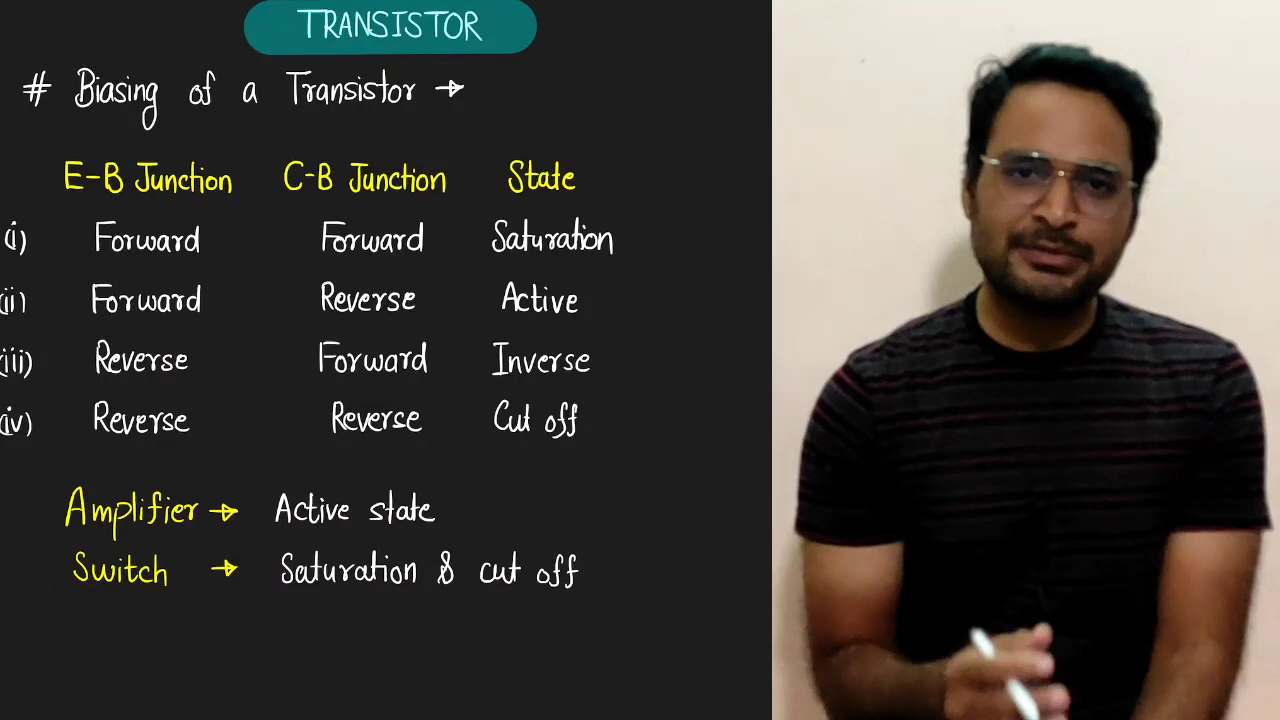 TRANSISTOR
# Biasing of a Transistor →
E-B Junction C-B Junction State
(i) Forward Forward Saturation
(ii) Forward Reverse Active
(iii) Reverse Forward Inverse
(iv) Reverse Reverse Cut off
Amplifier → Active state
Switch → Saturation & cut off